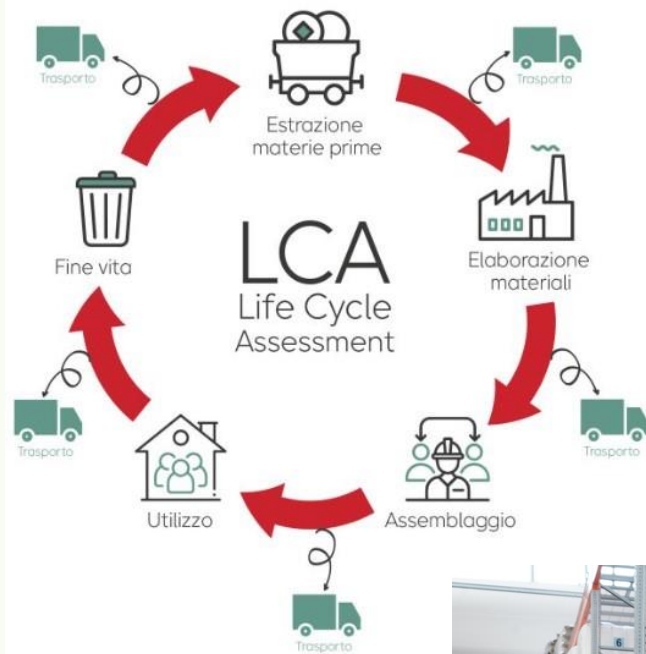 Trasporto
Trasporto
Estrazione
materie prime
Fine vita
LCA
Life Cycle
Assessment
Elaborazione
materiali
Trasporto
Trasporto
Utilizzo
Assemblaggio
Trasporto
6